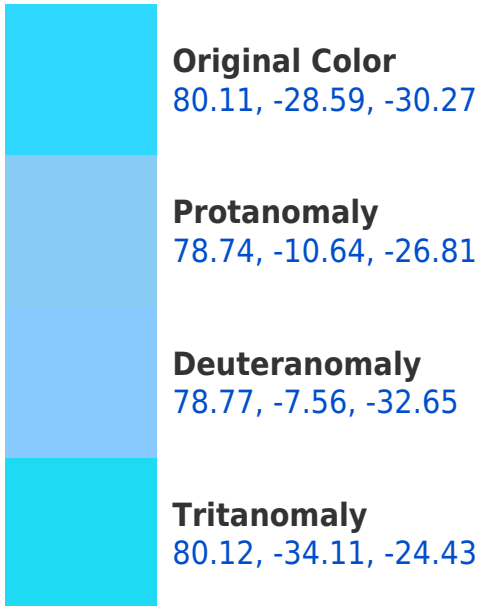 Original Color
80.11, -28.59, -30.27
Protanomaly
78.74, -10.64, -26.81
Deuteranomaly
78.77, -7.56, -32.65
Tritanomaly
80.12, -34.11, -24.43